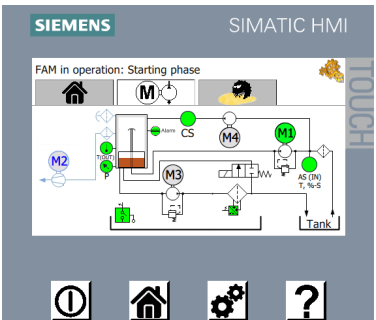 SIEMENS
SIMATIC HMI
TOUCH
FAM in operation: Starting phase
M
Alarm
CS
M4
M1
M2
T(OUT)
P
M3
AS (IN)
T, %-S
Tank
?